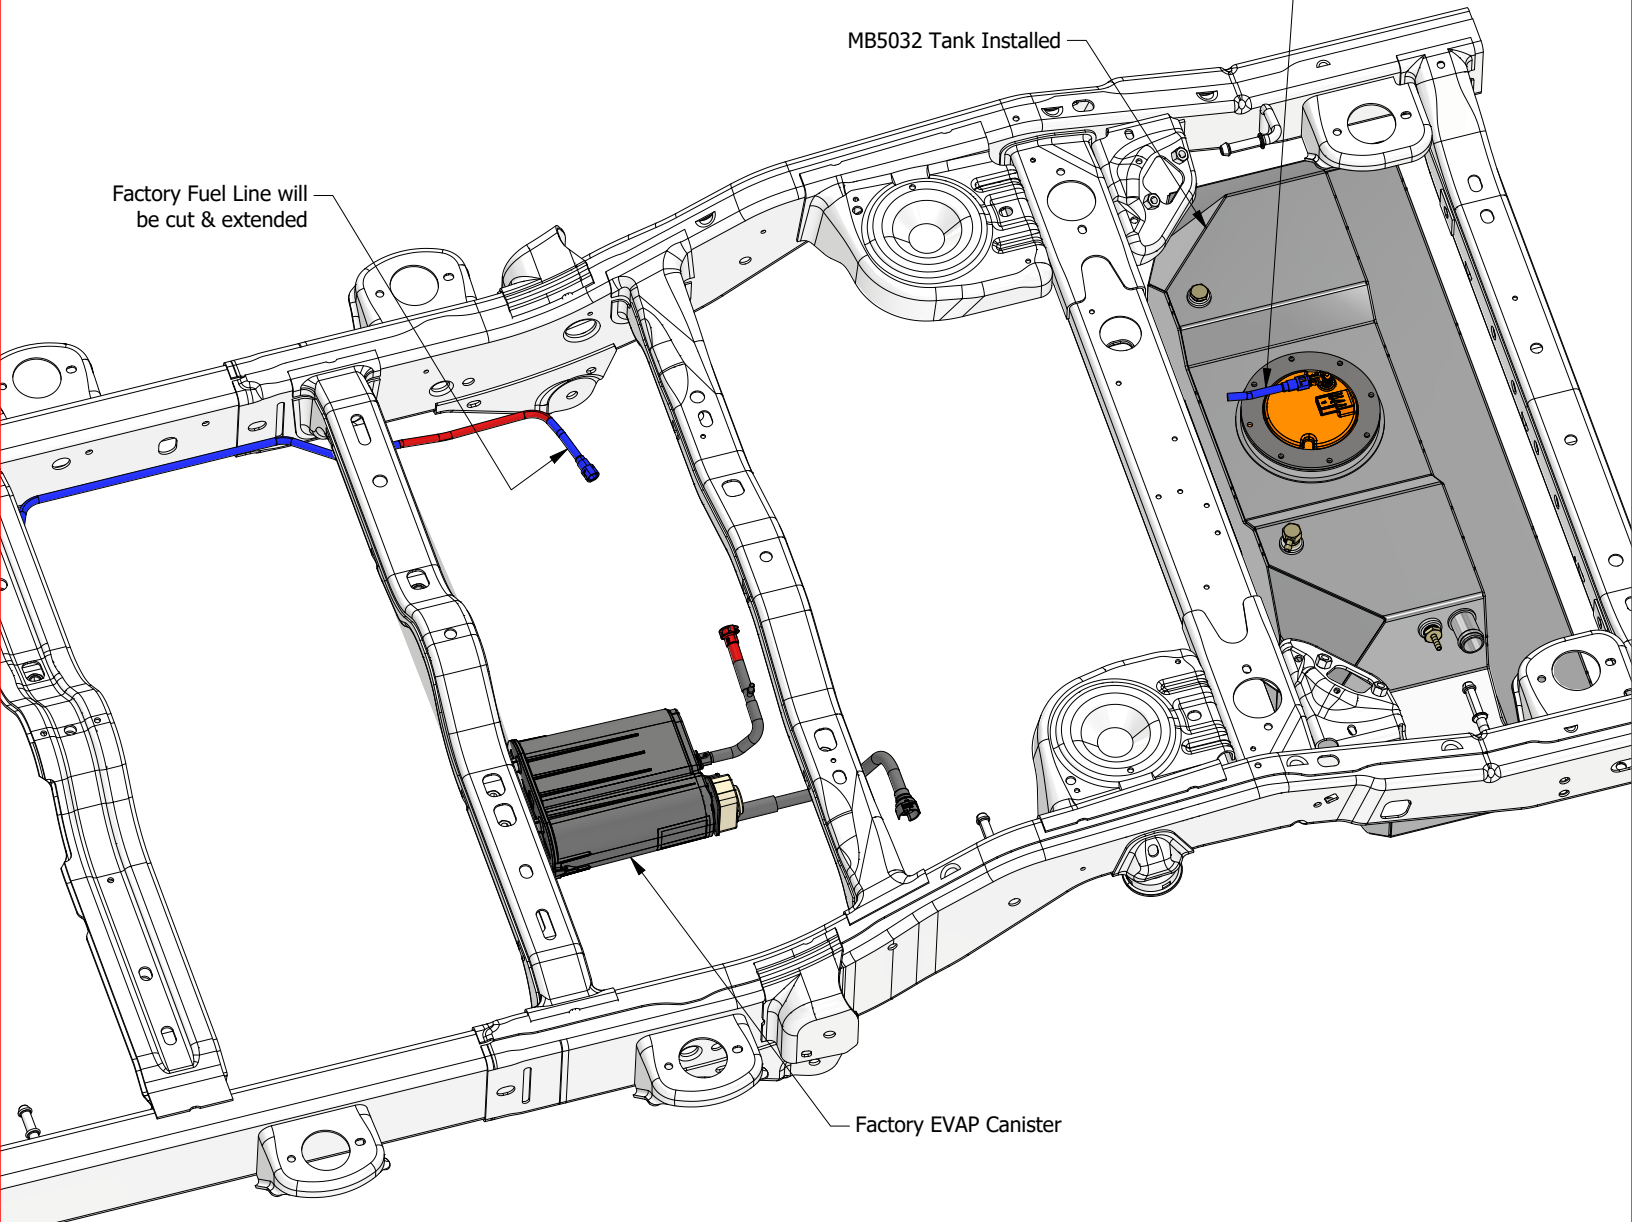 MB5032 Tank Installed
Factory Fuel Line will
be cut & extended
Factory EVAP Canister